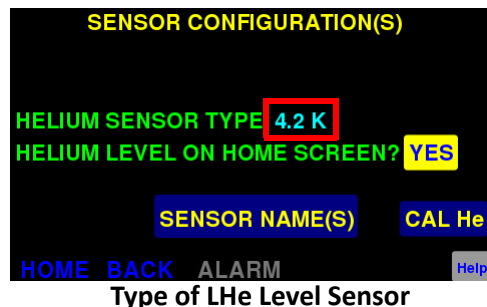 SENSOR CONFIGURATION(S)
HELIUM SENSOR TYPE 4.2 K
HELIUM LEVEL ON HOME SCREEN? YES
SENSOR NAME(S) CAL He
HOME BACK ALARM Help
Type of LHe Level Sensor